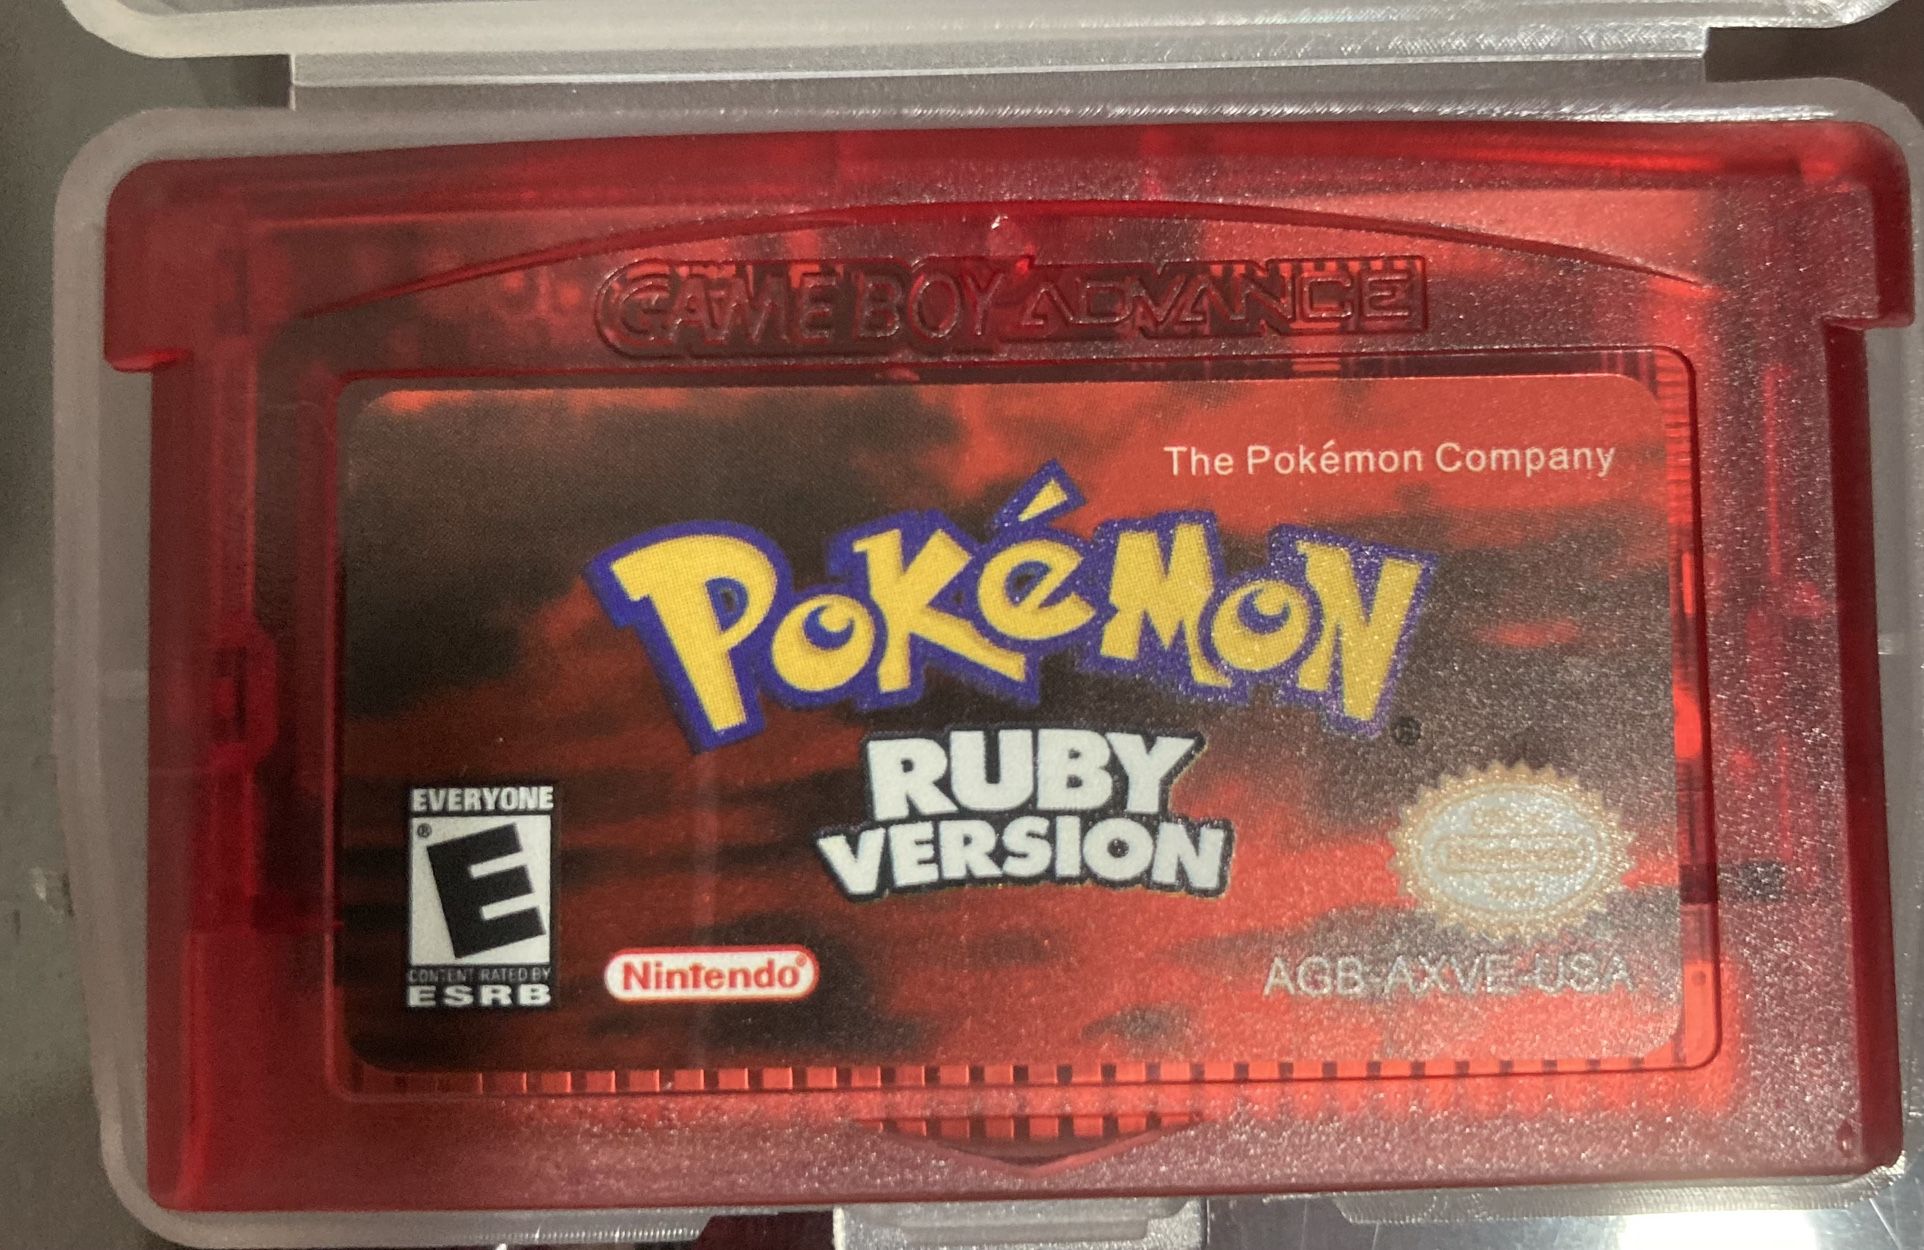 GAME BOY ADVANCE
The Pokémon Company
POKéMON
®
RUBY
VERSION
EVERYONE
®
E
CONTENT RATED BY
ESRB
Nintendo®
AGB-AXVE-USA